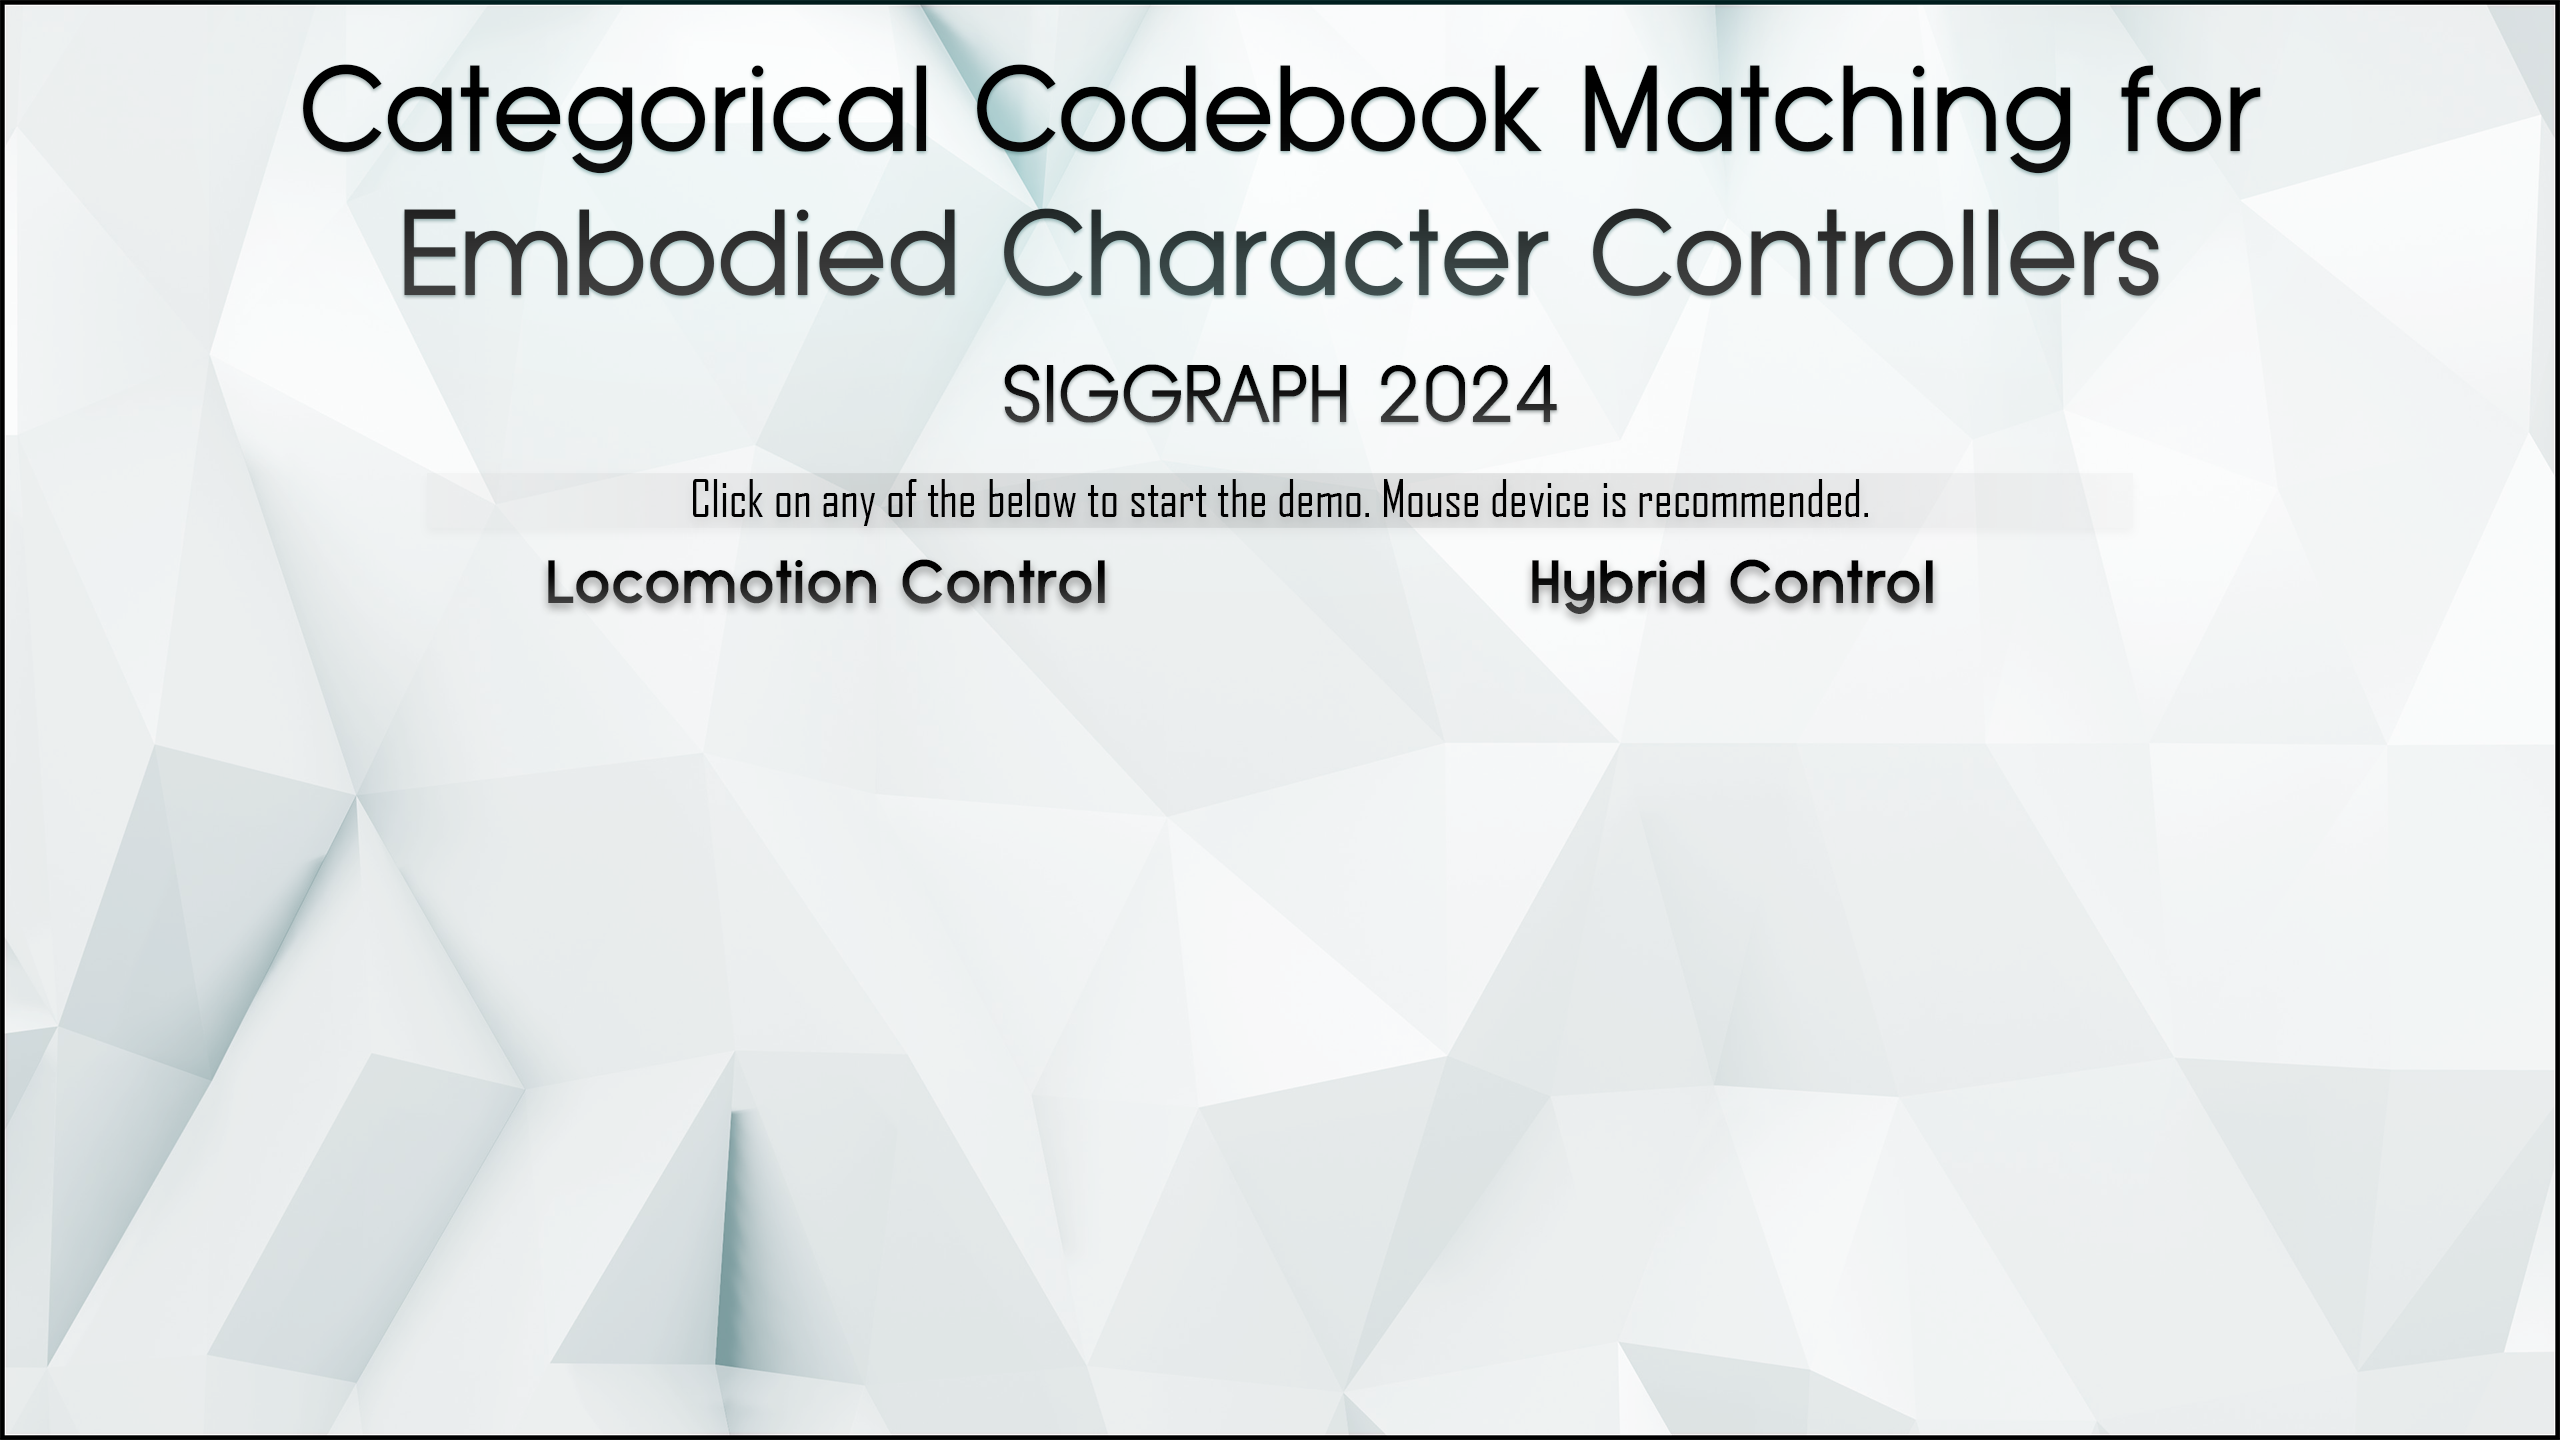 Categorical Codebook Matching for
Embodied Character Controllers
SIGGRAPH 2024
Click on any of the below to start the demo. Mouse device is recommended.
Locomotion Control
Hybrid Control